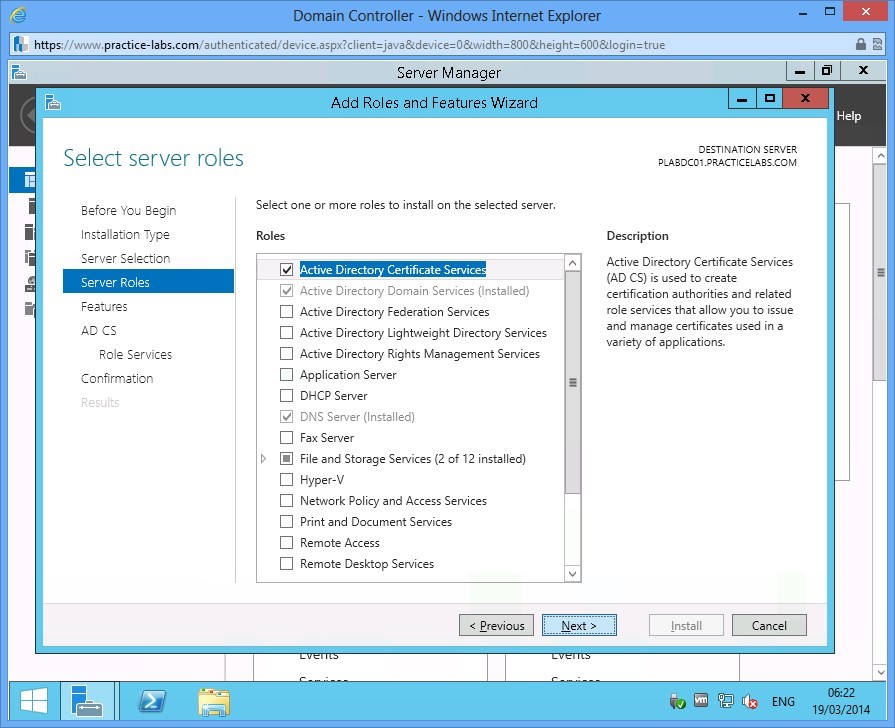 Domain Controller - Windows Internet Explorer
https://www.practice-labs.com/authenticated/device.aspx?client=java&device=0&width=800&height=600&login=true
Server Manager
Add Roles and Features Wizard
Help
Select server roles
DESTINATION SERVER
PLABDC01.PRACTICELABS.COM
Before You Begin
Installation Type
Server Selection
Server Roles
Features
AD CS
Role Services
Confirmation
Results
Select one or more roles to install on the selected server.
Roles
Active Directory Certificate Services
Active Directory Domain Services (Installed)
Active Directory Federation Services
Active Directory Lightweight Directory Services
Active Directory Rights Management Services
Application Server
DHCP Server
DNS Server (Installed)
Fax Server
File and Storage Services (2 of 12 installed)
Hyper-V
Network Policy and Access Services
Print and Document Services
Remote Access
Remote Desktop Services
Description
Active Directory Certificate Services
(AD CS) is used to create
certification authorities and related
role services that allow you to issue
and manage certificates used in a
variety of applications.
< Previous
Next >
Install
Cancel
Events
Events
Services
Services
vm
ENG
06:22
19/03/2014